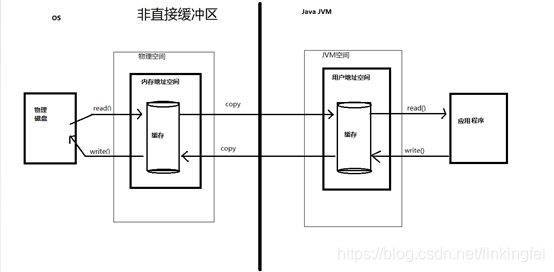 OS
非直接缓冲区
Java JVM
物理空间
JVM空间
内存地址空间
用户地址空间
物理
磁盘
read()
copy
read()
缓存
缓存
应用程序
write()
copy
write()
https://blog.csdn.net/linkingfei